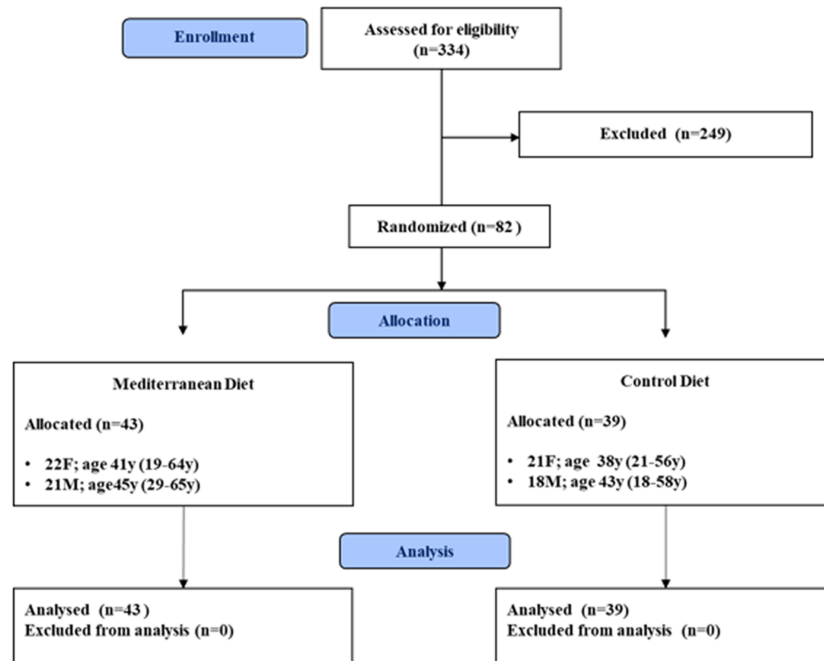 Enrollment
Assessed for eligibility
(n=334)
Excluded (n=249)
Randomized (n=82 )
Allocation
Mediterranean Diet
Allocated (n=43)
• 22F; age 41y (19-64y)
• 21M; age45y (29-65y)
Control Diet
Allocated (n=39)
• 21F; age 38y (21-56y)
• 18M; age 43y (18-58y)
Analysis
Analysed (n=43 )
Excluded from analysis (n=0)
Analysed (n=39)
Excluded from analysis (n=0)